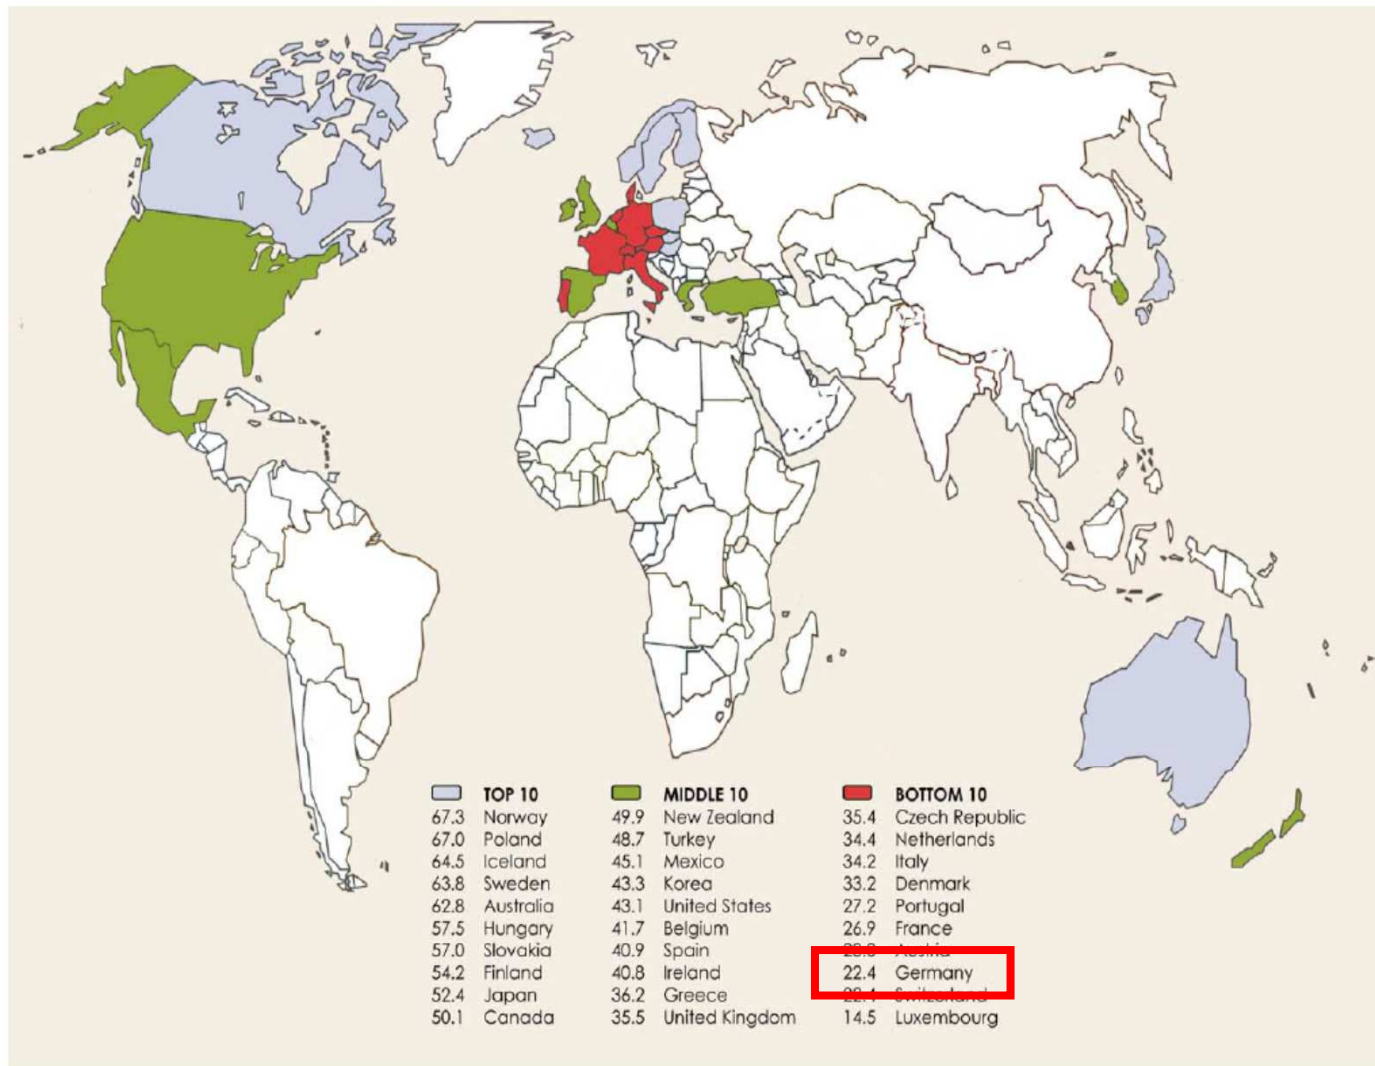 TOP 10
67.3 Norway
67.0 Poland
64.5 Iceland
63.8 Sweden
62.8 Australia
57.5 Hungary
57.0 Slovakia
54.2 Finland
52.4 Japan
50.1 Canada
MIDDLE 10
49.9 New Zealand
48.7 Turkey
45.1 Mexico
43.3 Korea
43.1 United States
41.7 Belgium
40.9 Spain
40.8 Ireland
36.2 Greece
35.5 United Kingdom
BOTTOM 10
35.4 Czech Republic
34.4 Netherlands
34.2 Italy
33.2 Denmark
27.2 Portugal
26.9 France
Austria
22.4 Germany
22.4 Switzerland
14.5 Luxembourg